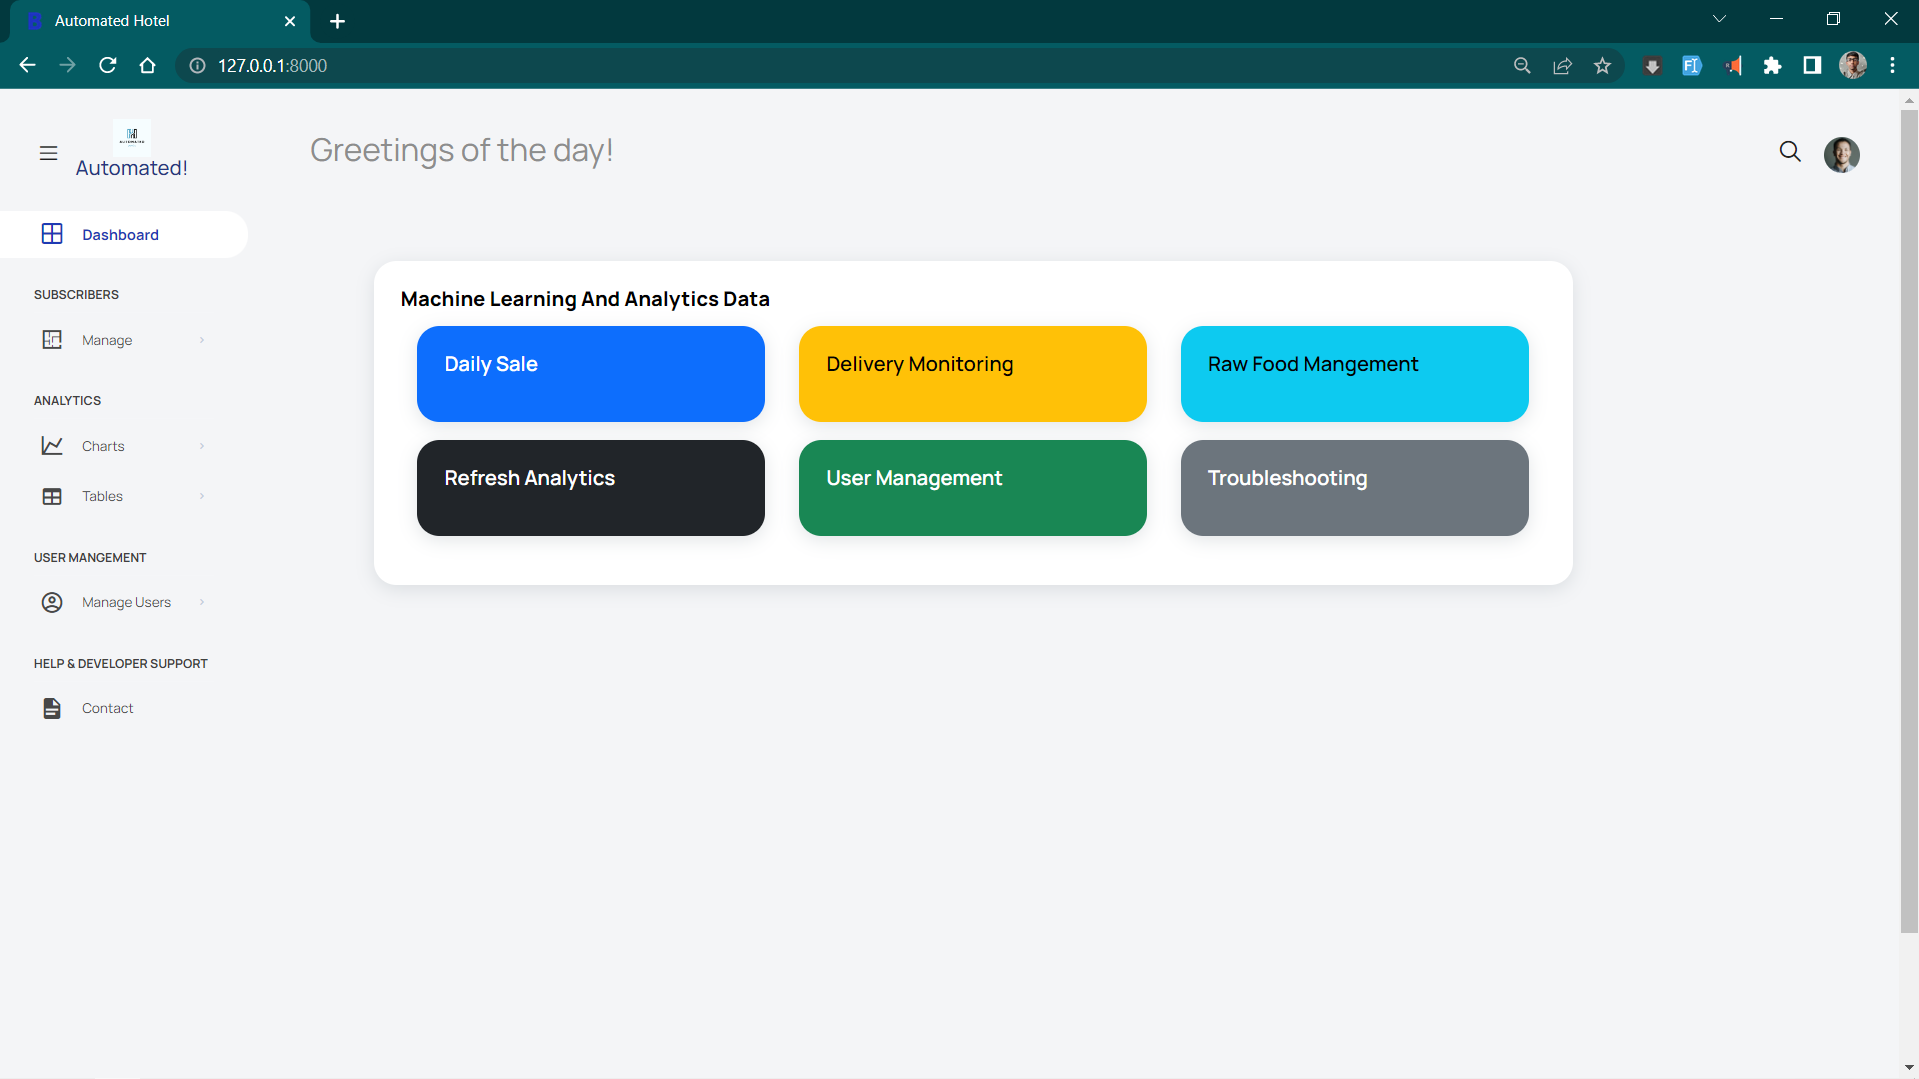 Automated Hotel
127.0.0.1:8000
AUTOMATED
Automated!
Greetings of the day!
Dashboard
SUBSCRIBERS
Manage
ANALYTICS
Charts
Tables
USER MANGEMENT
Manage Users
HELP & DEVELOPER SUPPORT
Contact
Machine Learning And Analytics Data
Daily Sale
Delivery Monitoring
Raw Food Mangement
Refresh Analytics
User Management
Troubleshooting